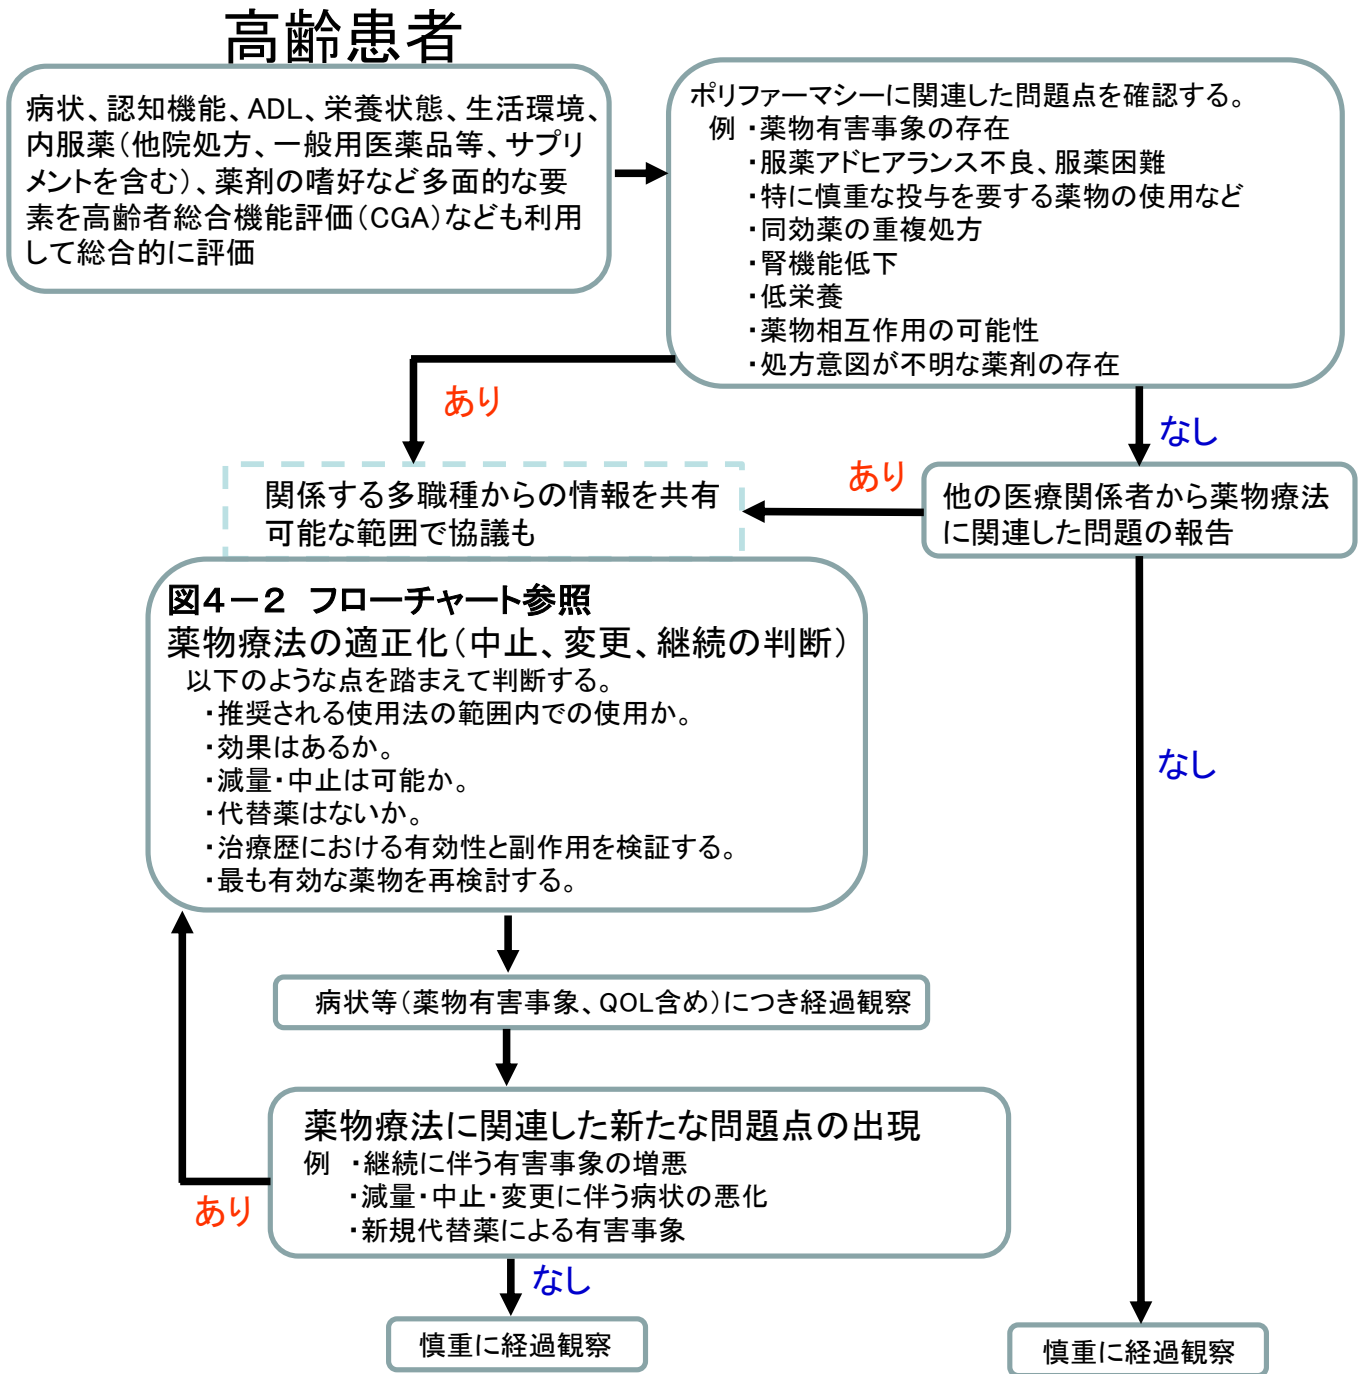 高齢患者
病状、認知機能、ADL、栄養状態、生活環境、
内服薬(他院処方、一般用医薬品等、サプリ
メントを含む)、薬剤の嗜好など多面的な要
素を高齢者総合機能評価(CGA)なども利用
して総合的に評価
ポリファーマシーに関連した問題点を確認する。
例 ・薬物有害事象の存在
・服薬アドヒアランス不良、服薬困難
・特に慎重な投与を要する薬物の使用など
・同効薬の重複処方
・腎機能低下
・低栄養
・薬物相互作用の可能性
・処方意図が不明な薬剤の存在
あり
なし
関係する多職種からの情報を共有
可能な範囲で協議も
あり
他の医療関係者から薬物療法
に関連した問題の報告
図4-2 フローチャート参照
薬物療法の適正化(中止、変更、継続の判断)
以下のような点を踏まえて判断する。
・推奨される使用法の範囲内での使用か。
・効果はあるか。
・減量・中止は可能か。
・代替薬はないか。
・治療歴における有効性と副作用を検証する。
・最も有効な薬物を再検討する。
なし
病状等(薬物有害事象、QOL含め)につき経過観察
薬物療法に関連した新たな問題点の出現
例 ・継続に伴う有害事象の増悪
・減量・中止・変更に伴う病状の悪化
・新規代替薬による有害事象
あり
なし
慎重に経過観察
慎重に経過観察